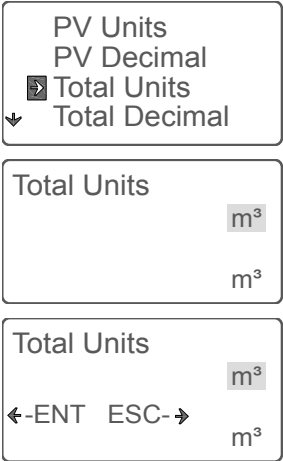 PV Units
PV Decimal
Total Units
Total Decimal
Total Units
m³
m³
Total Units
m³
-ENT ESC-
m³